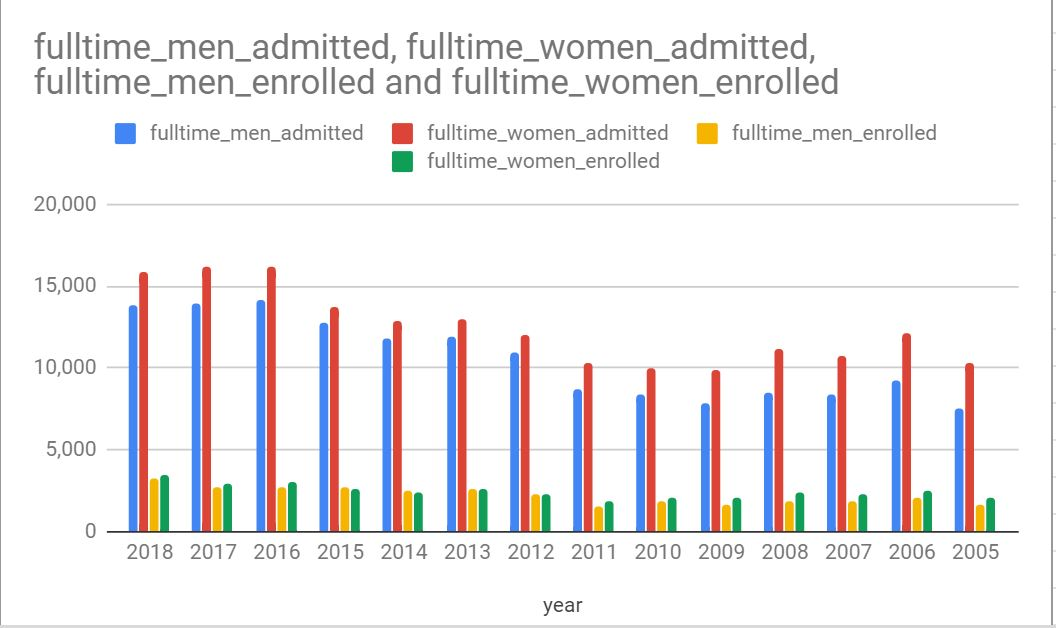 fulltime_men_admitted, fulltime_women_admitted,
fulltime_men_enrolled and fulltime_women_enrolled
fulltime_men_admitted fulltime_women_admitted fulltime_men_enrolled
fulltime_women_enrolled
20,000
15,000
10,000
5,000
0
2018 2017 2016 2015 2014 2013 2012 2011 2010 2009 2008 2007 2006 2005
year